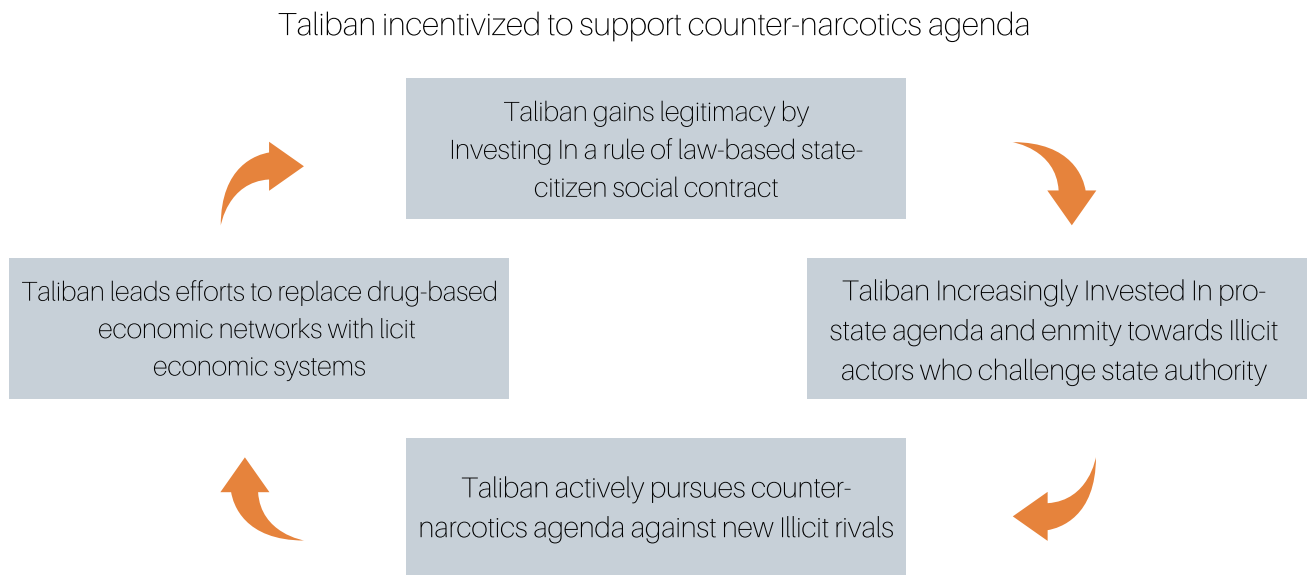 Taliban incentivized to support counter-narcotics agenda
Taliban gains legitimacy by
Investing In a rule of law-based state-
citizen social contract
Taliban leads efforts to replace drug-based
economic networks with licit
economic systems
Taliban Increasingly Invested In pro-
state agenda and enmity towards Illicit
actors who challenge state authority
Taliban actively pursues counter-
narcotics agenda against new Illicit rivals